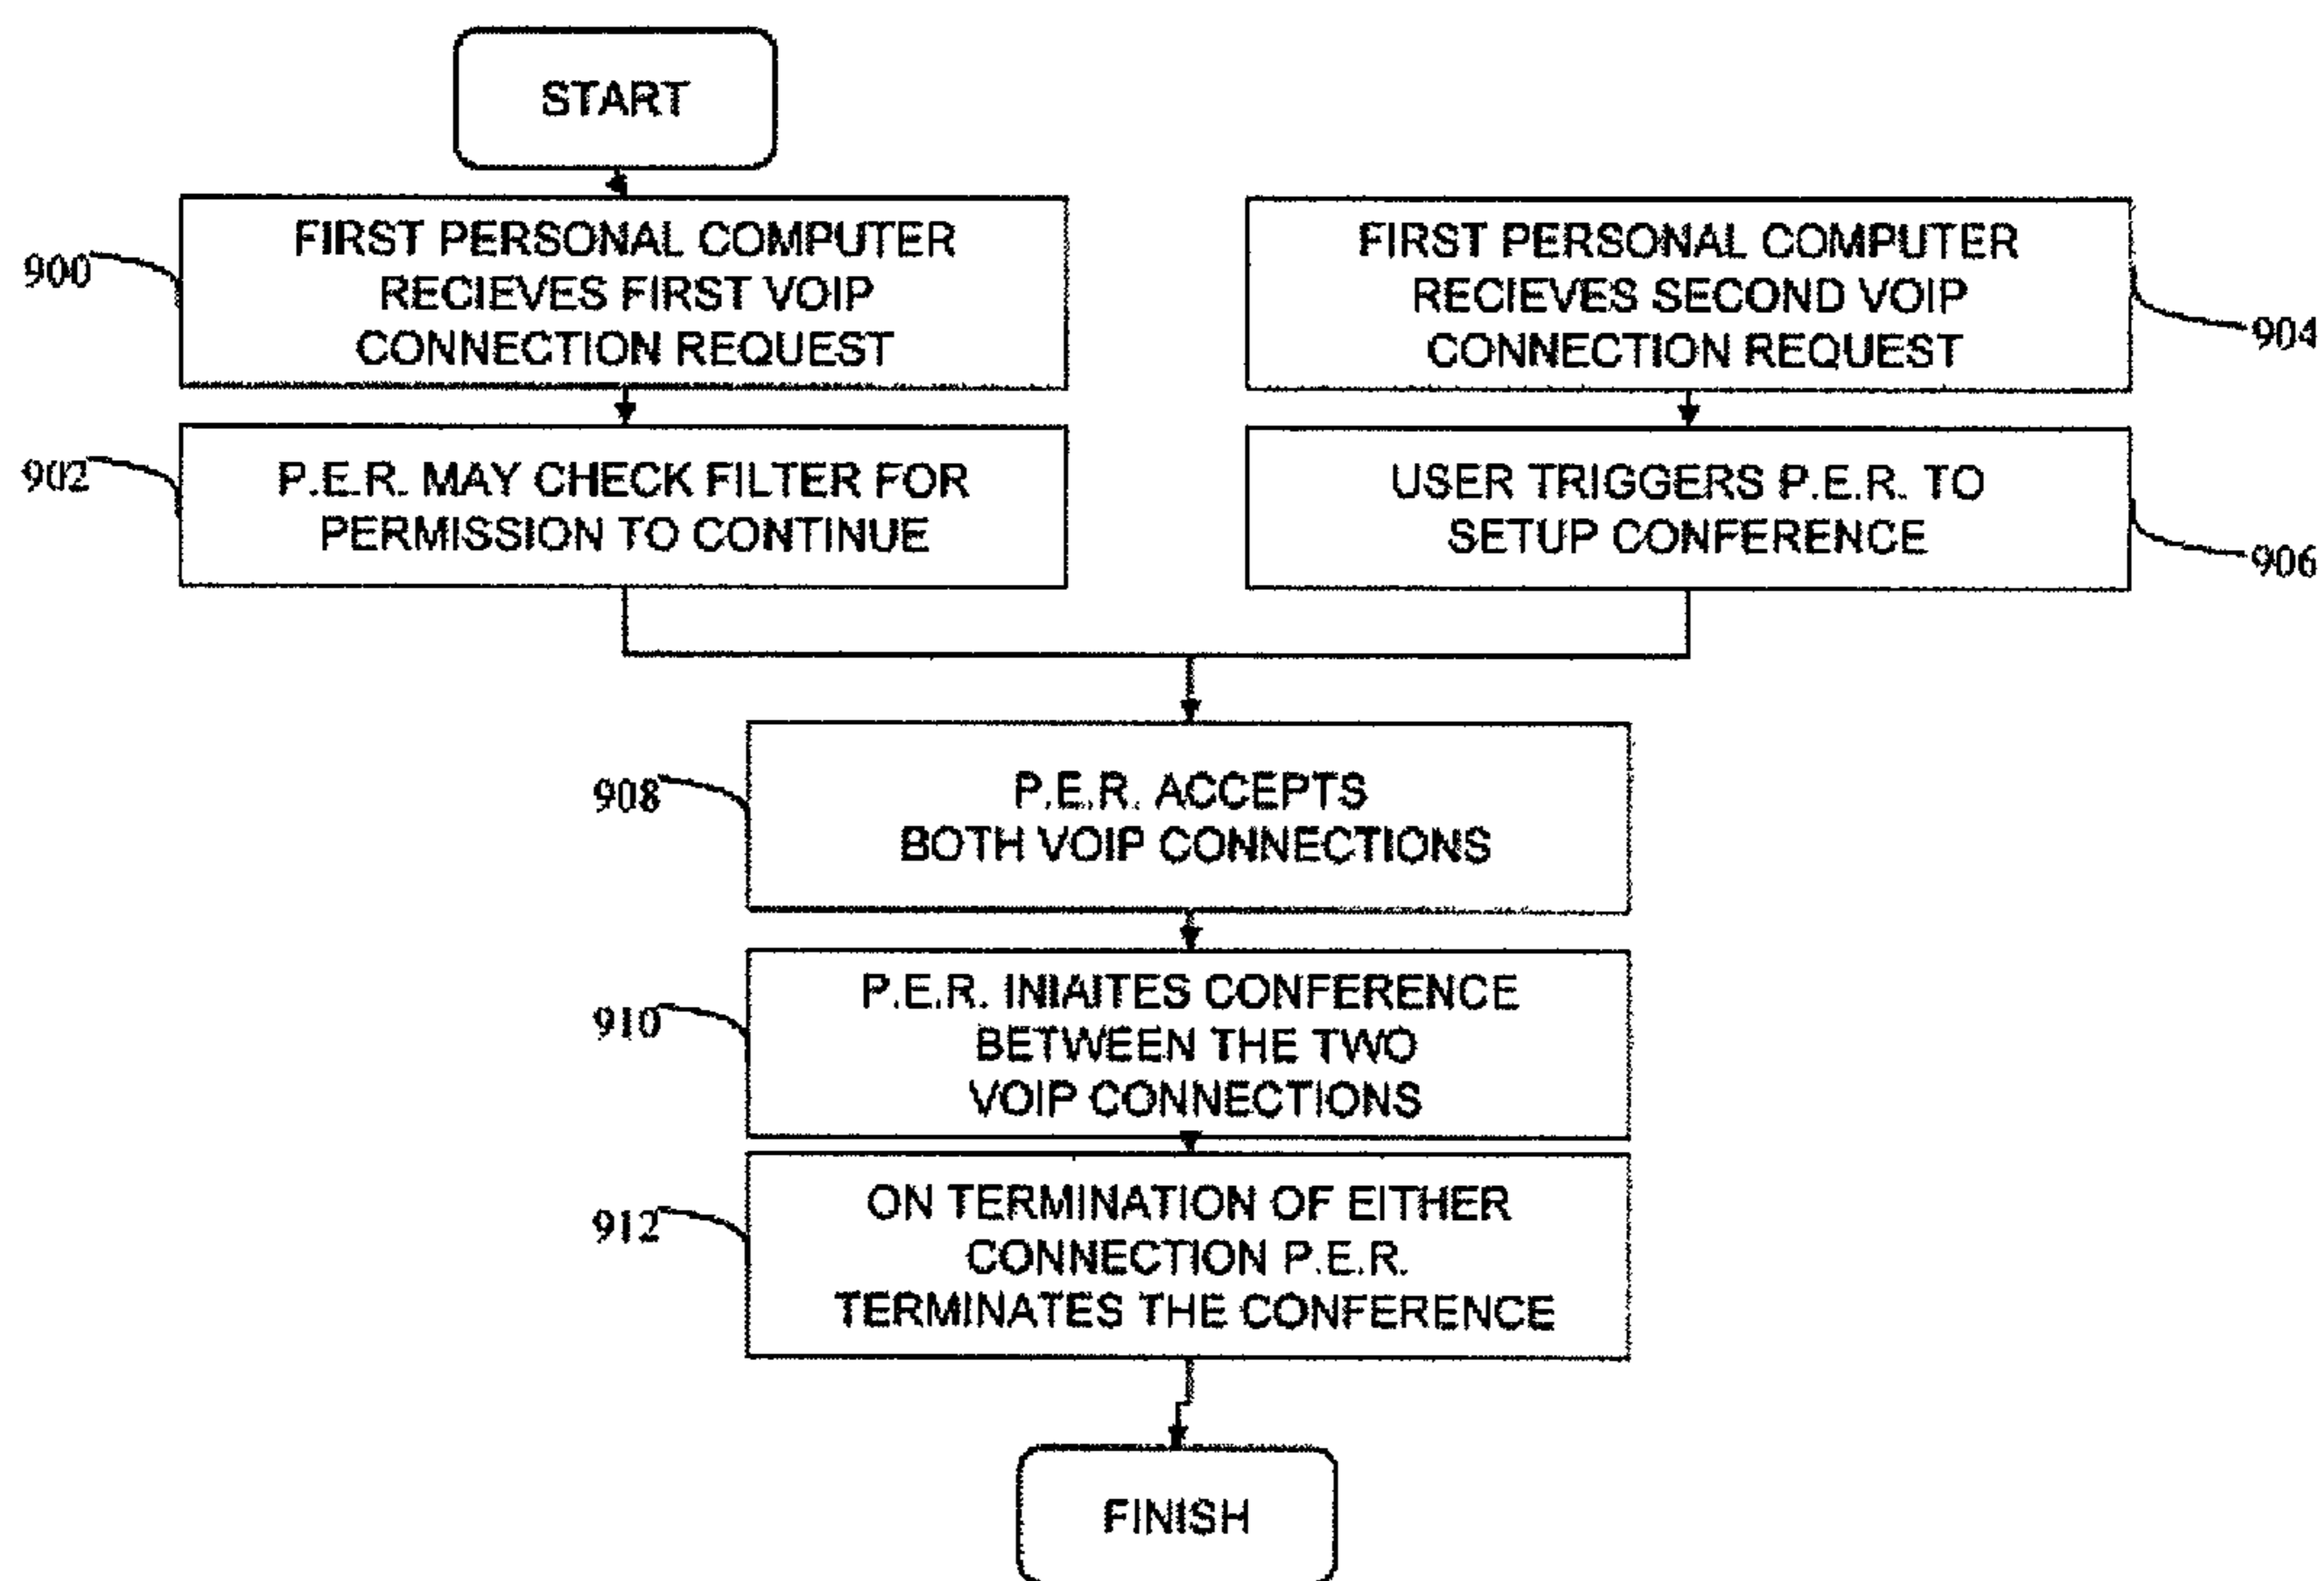 START
900
FIRST PERSONAL COMPUTER
RECIEVES FIRST VOIP
CONNECTION REQUEST
FIRST PERSONAL COMPUTER
RECIEVES SECOND VOIP
CONNECTION REQUEST
904
902
P.E.R. MAY CHECK FILTER FOR
PERMISSION TO CONTINUE
USER TRIGGERS P.E.R. TO
SETUP CONFERENCE
906
908
P.E.R. ACCEPTS
BOTH VOIP CONNECTIONS
910
P.E.R. INIAITES CONFERENCE
BETWEEN THE TWO
VOIP CONNECTIONS
912
ON TERMINATION OF EITHER
CONNECTION P.E.R.
TERMINATES THE CONFERENCE
FINISH